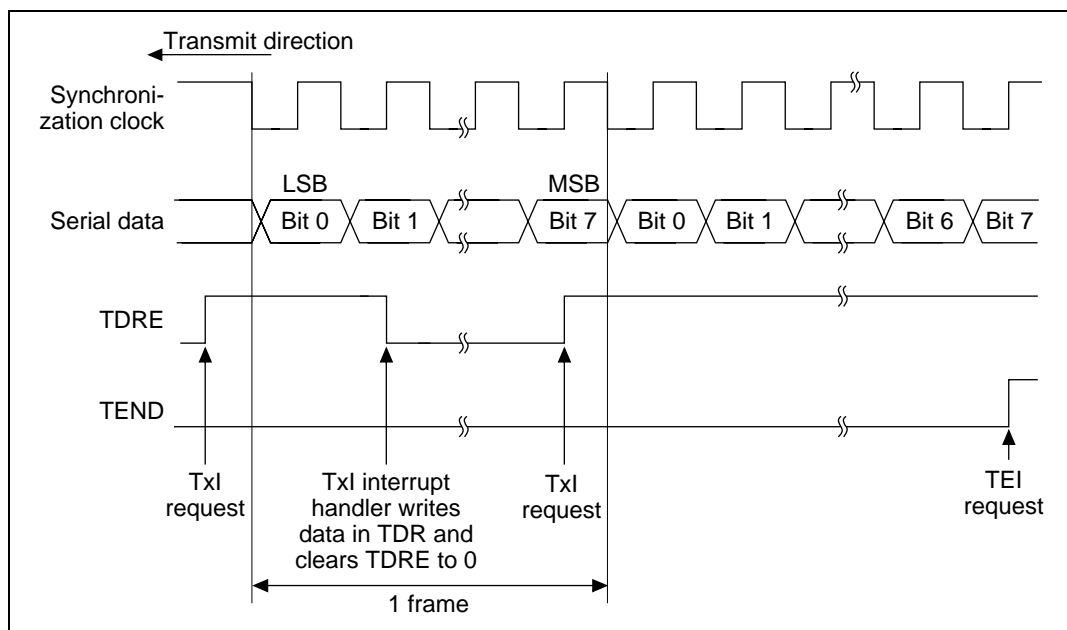 Transmit direction
Synchroni-
zation clock
LSB
MSB
Serial data
Bit 0
Bit 1
Bit 7
Bit 0
Bit 1
Bit 6
Bit 7
TDRE
TEND
TxI
request
TxI interrupt
handler writes
data in TDR and
clears TDRE to 0
TxI
request
TEI
request
1 frame